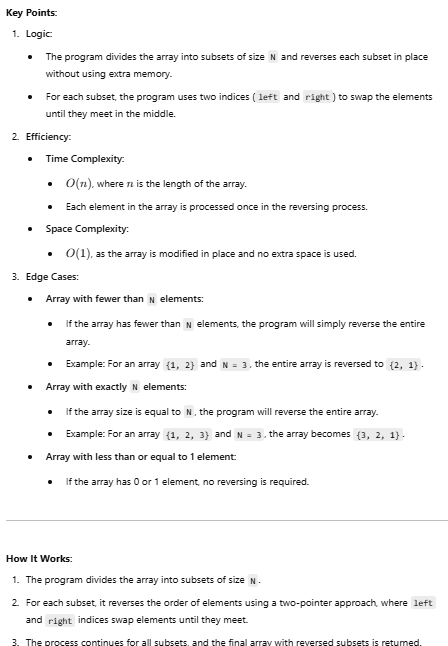 Key Points:
1. Logic:
• The program divides the array into subsets of size N and reverses each subset in place
without using extra memory.
• For each subset, the program uses two indices ( left and right ) to swap the elements
until they meet in the middle.
2. Efficiency:
• Time Complexity:
• O(n), where n is the length of the array.
• Each element in the array is processed once in the reversing process.
• Space Complexity:
• O(1), as the array is modified in place and no extra space is used.
3. Edge Cases:
• Array with fewer than N elements:
• If the array has fewer than N elements, the program will simply reverse the entire
array.
• Example: For an array {1, 2} and N = 3, the entire array is reversed to {2, 1}.
• Array with exactly N elements:
• If the array size is equal to N, the program will reverse the entire array.
• Example: For an array {1, 2, 3} and N = 3, the array becomes {3, 2, 1}.
• Array with less than or equal to 1 element:
• If the array has 0 or 1 element, no reversing is required.
How It Works:
1. The program divides the array into subsets of size N.
2. For each subset, it reverses the order of elements using a two-pointer approach, where left
and right indices swap elements until they meet.
3. The process continues for all subsets, and the final array with reversed subsets is returned.